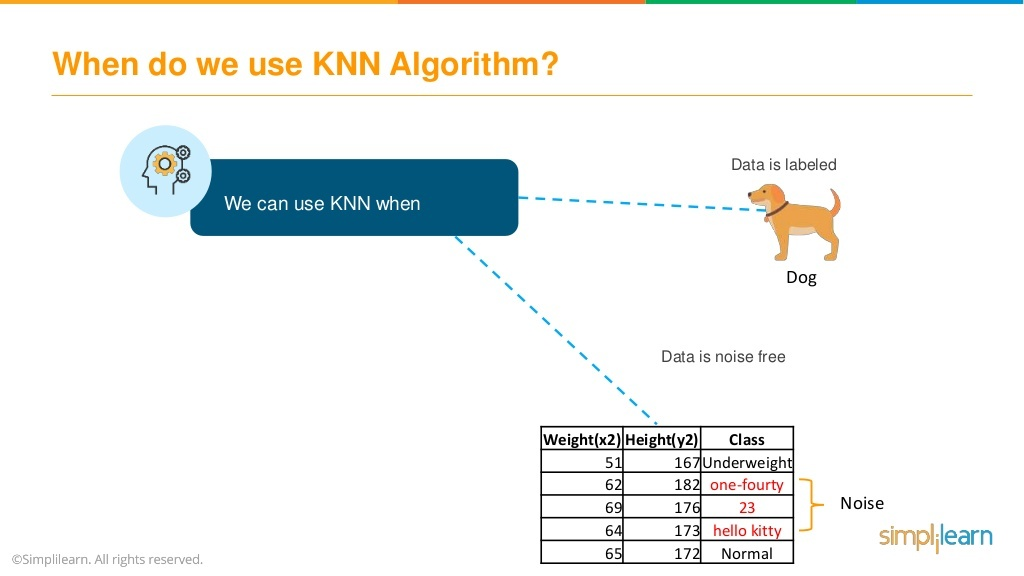 When do we use KNN Algorithm?
We can use KNN when
Data is labeled
Dog
Data is noise free
Weight(x2) Height(y2) Class
51 167 Underweight
62 182 one-fourty
69 176 23
64 173 hello kitty
65 172 Normal
Noise
simplilearn
©Simplilearn. All rights reserved.